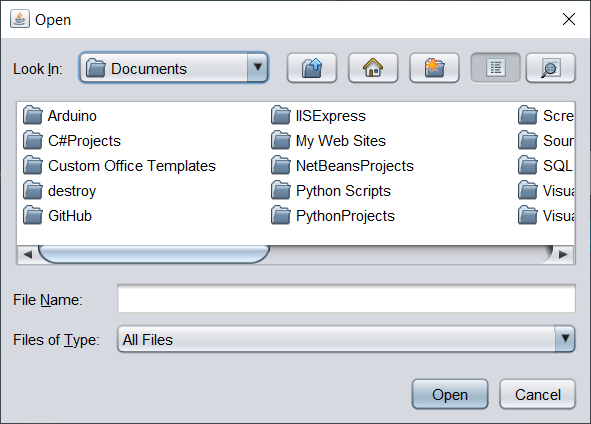 Open
Look In: Documents
Arduino IISExpress Scre
C#Projects My Web Sites Sour
Custom Office Templates NetBeansProjects SQL
destroy Python Scripts Visua
GitHub PythonProjects Visua
File Name:
Files of Type: All Files
Open Cancel